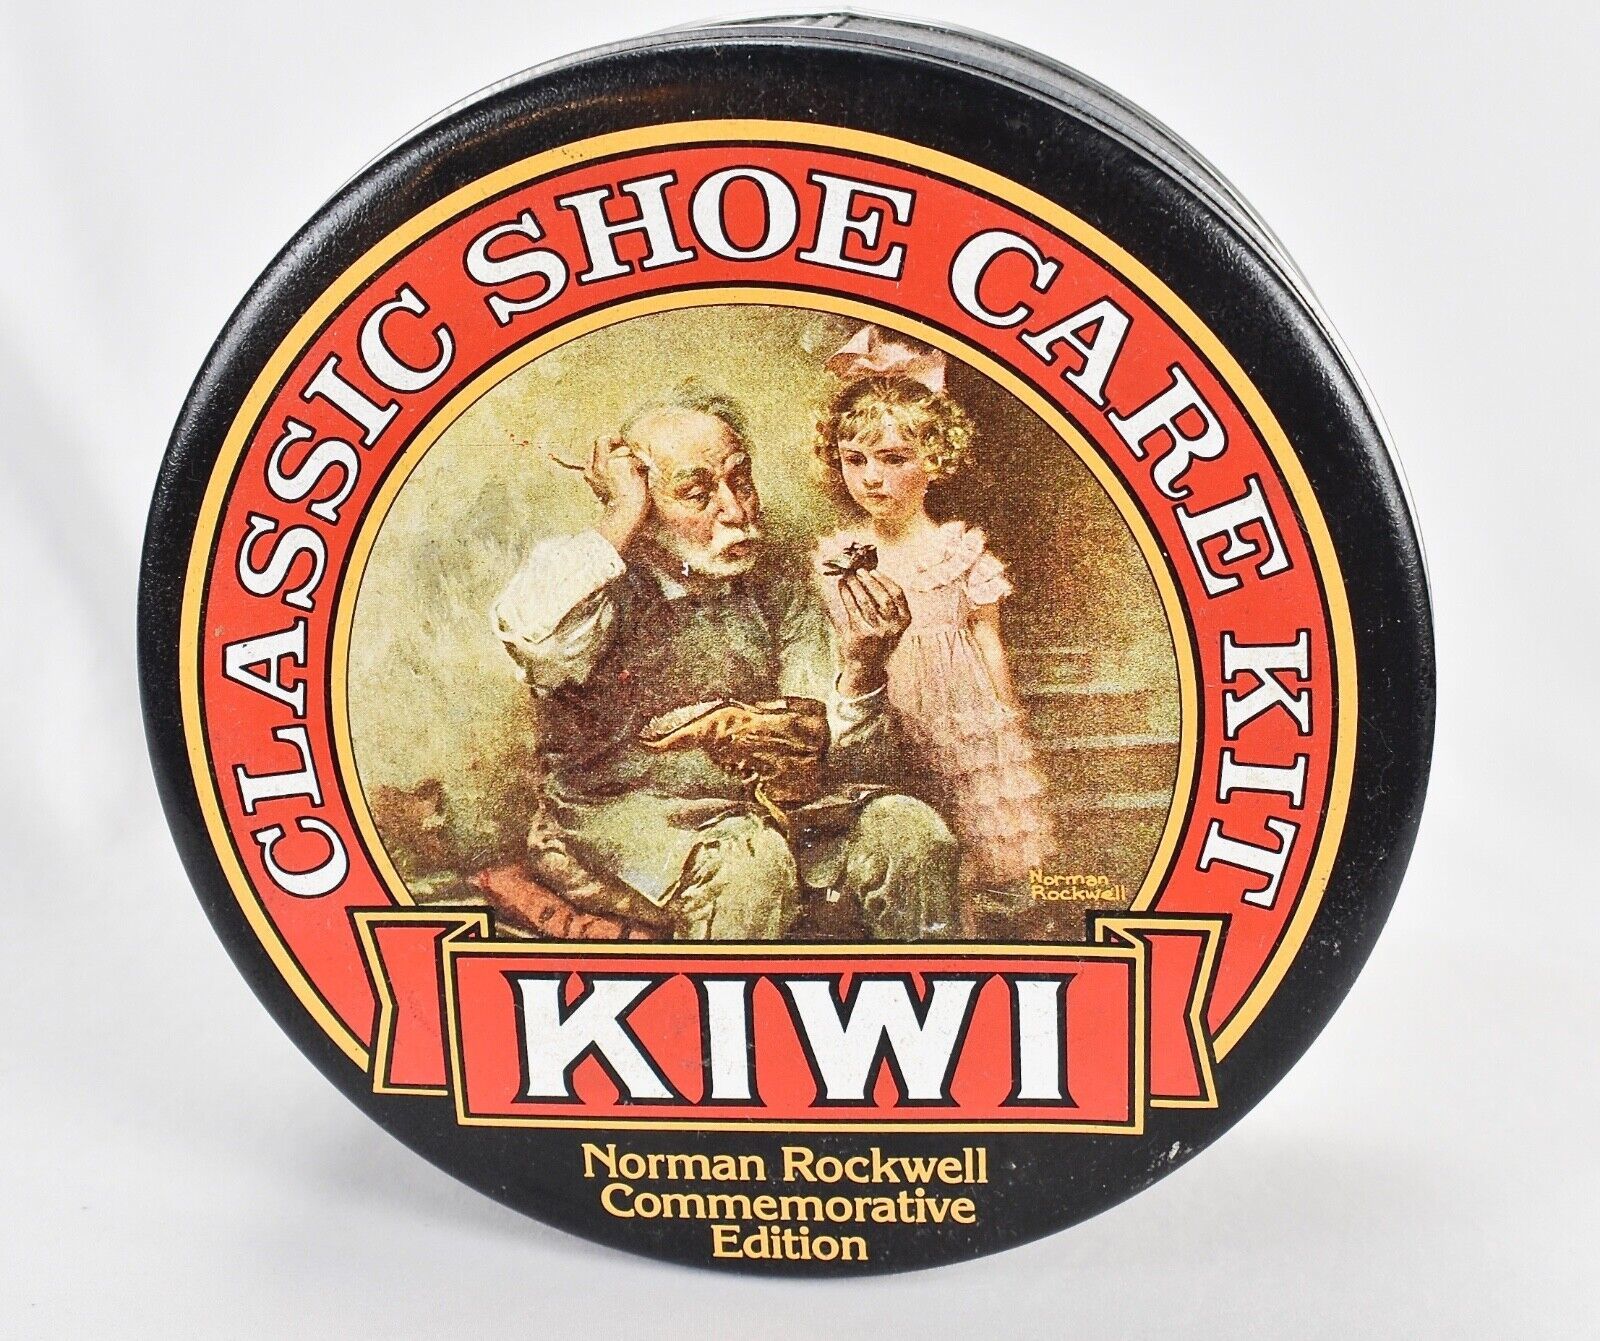 CLASSIC SHOE CARE KIT
Norman
Rockwell
KIWI
Norman Rockwell
Commemorative
Edition